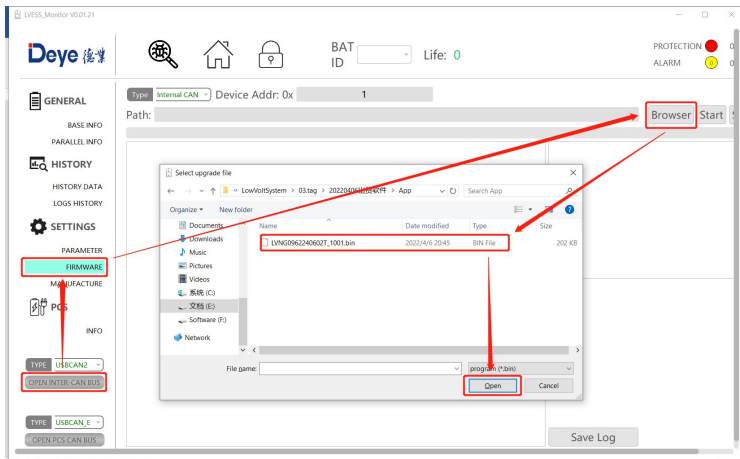 LVESS_Monitor V0.01.21
Deye 德業
BAT ID
Life: 0
PROTECTION
ALARM 0
Type Internal CAN Device Addr: 0x 1
Path:
Browser Start
GENERAL
BASE INFO
PARALLEL INFO
HISTORY
HISTORY DATA
LOGS HISTORY
SETTINGS
PARAMETER
FIRMWARE
MANUFACTURE
PCS
INFO
TYPE USBCAN2
OPEN INTER-CAN BUS
TYPE USBCAN_E
OPEN PCS CAN BUS
Select upgrade file
« LowVoltSystem › 03.tag › App
Search App
Organize New folder
Name Date modified Type Size
Documents
Downloads
Music
Pictures
Videos
系统 (C:)
文档 (E:)
Software (F:)
Network
LVNG0962240602T_1001.bin 2022/4/6 20:45 BIN File 202 KB
File name: program (*.bin)
Open Cancel
Save Log